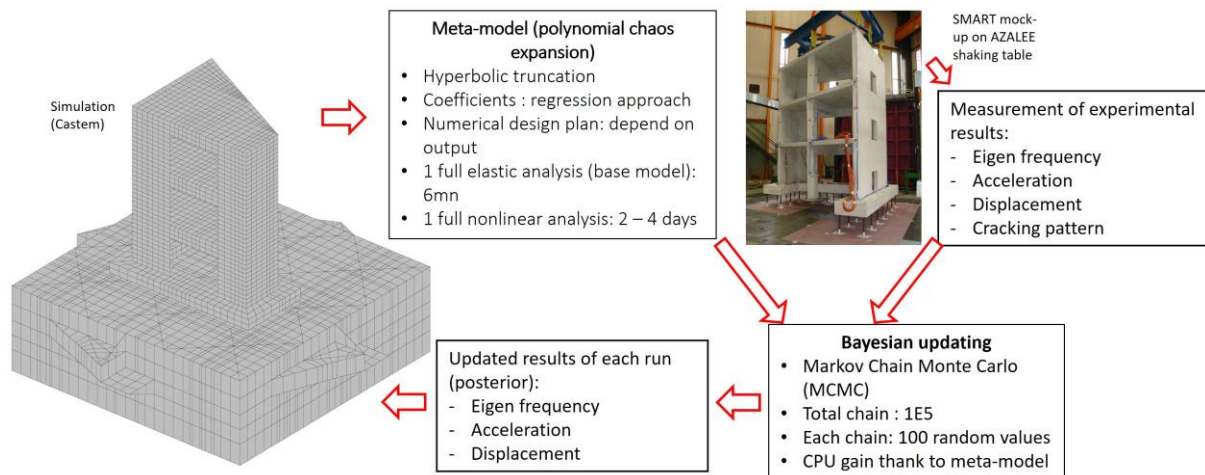 Simulation
(Castem)
Meta-model (polynomial chaos
expansion)
• Hyperbolic truncation
• Coefficients : regression approach
• Numerical design plan: depend on
output
• 1 full elastic analysis (base model):
6mn
• 1 full nonlinear analysis: 2 – 4 days
SMART mock-
up on AZALEE
shaking table
Measurement of experimental
results:
- Eigen frequency
- Acceleration
- Displacement
- Cracking pattern
Bayesian updating
• Markov Chain Monte Carlo
(MCMC)
• Total chain : 1E5
• Each chain: 100 random values
• CPU gain thank to meta-model
Updated results of each run
(posterior):
- Eigen frequency
- Acceleration
- Displacement